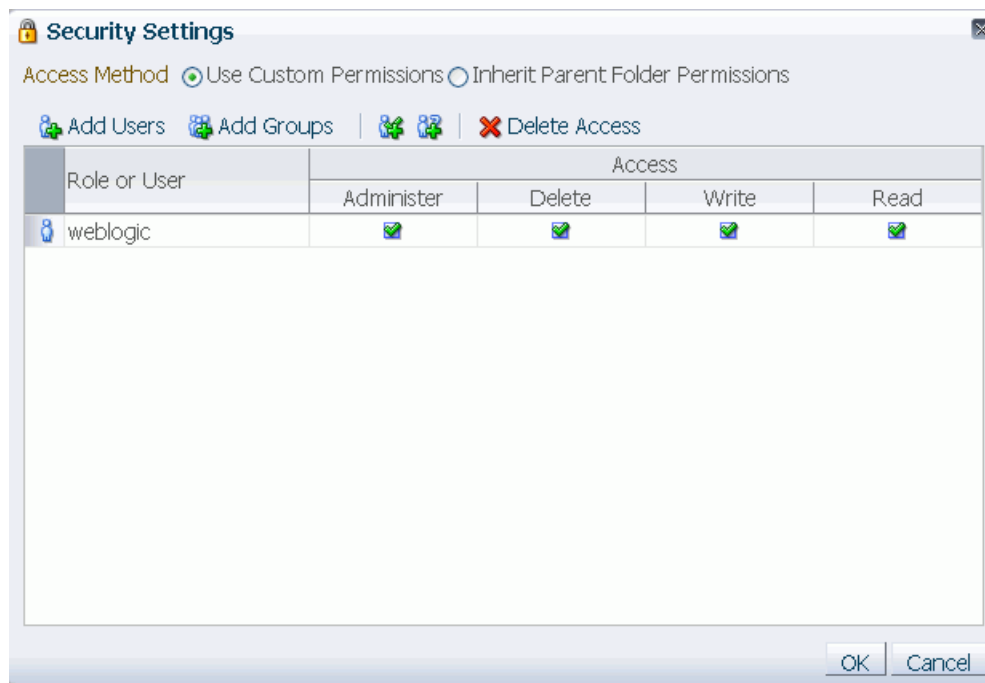 Security Settings
Access Method Use Custom Permissions Inherit Parent Folder Permissions
Add Users Add Groups Delete Access
Role or User
Access
Administer Delete Write Read
weblogic
OK Cancel